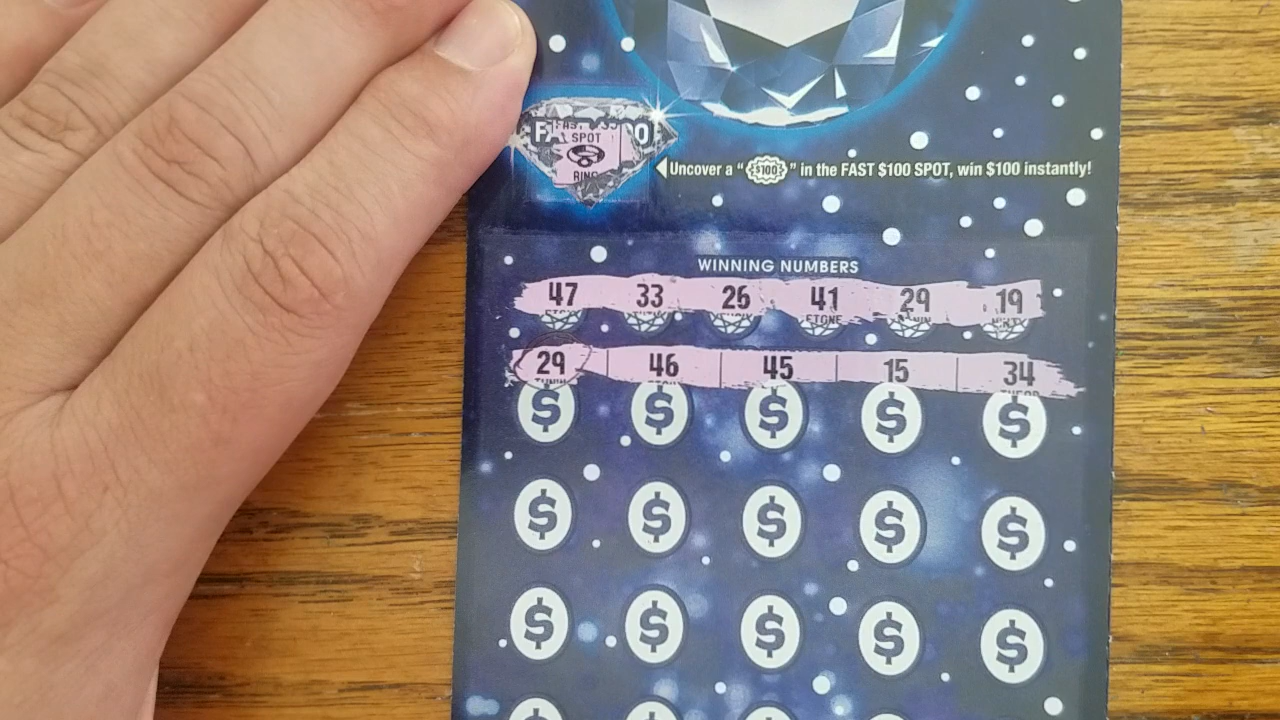 SPOT
RING
Uncover a "$100" in the FAST $100 SPOT, win $100 instantly!
WINNING NUMBERS
47 33 26 41 29 19
29 46 45 15 34
$ $ $ $ $
$ $ $ $ $
$ $ $ $ $